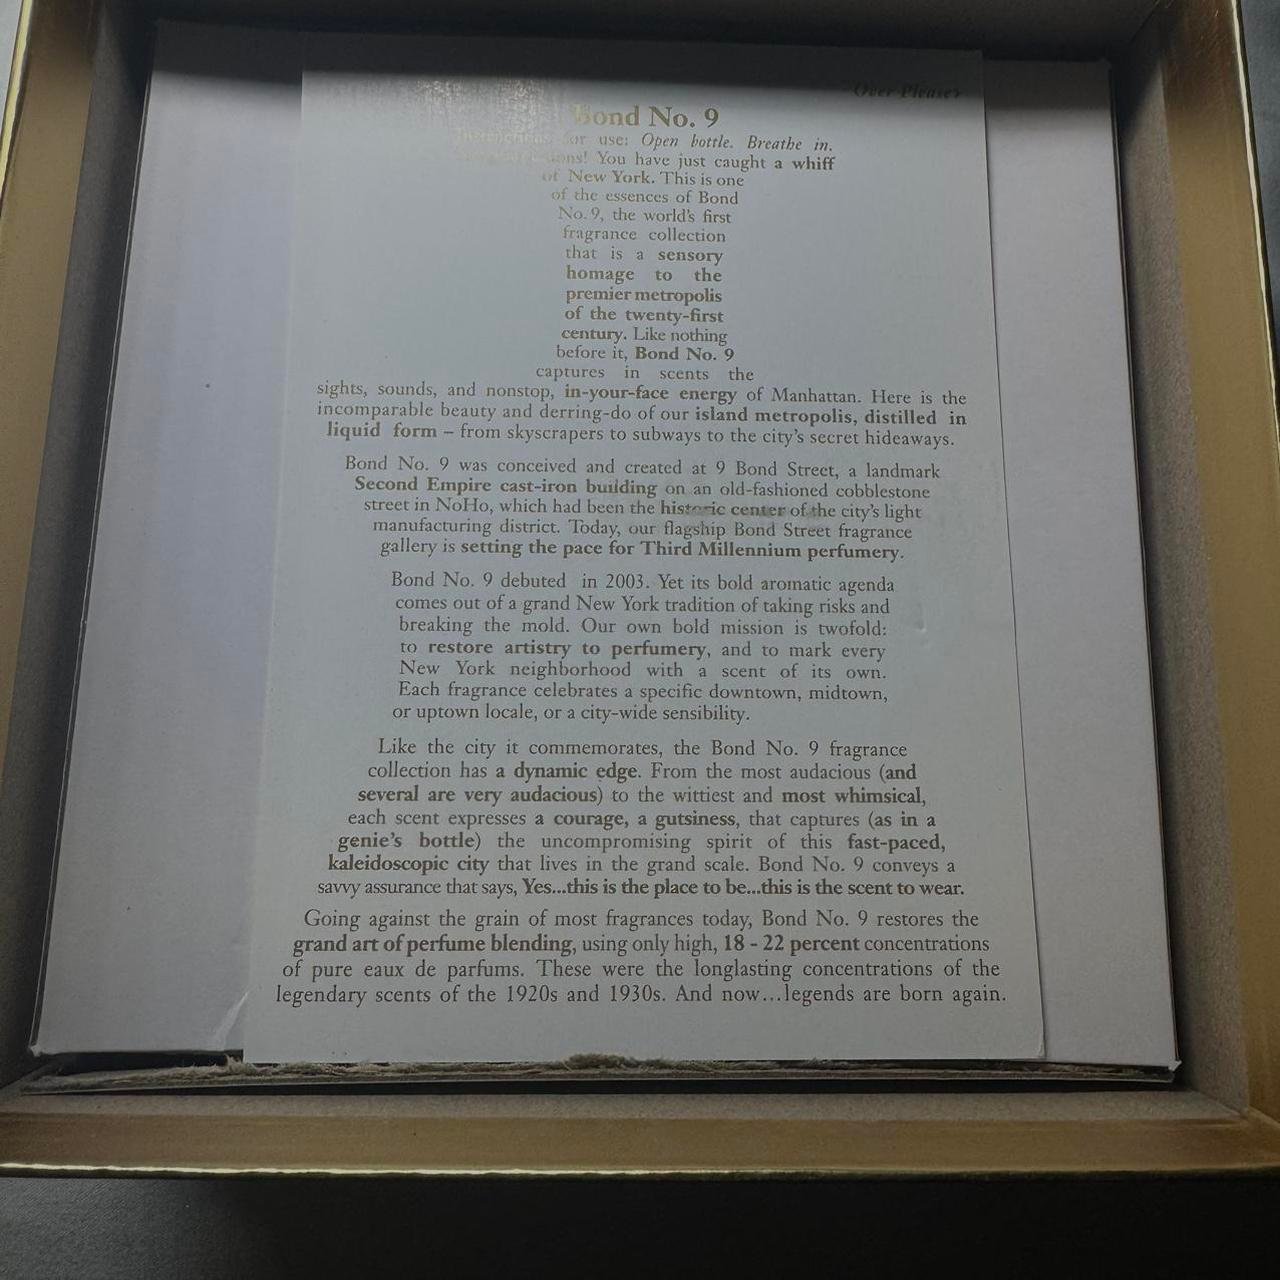 Over Please>
Bond No. 9
for use: Open bottle. Breathe in.
You have just caught a whiff
of New York. This is one
of the essences of Bond
No. 9, the world's first
fragrance collection
that is a sensory
homage to the
premier metropolis
of the twenty-first
century. Like nothing
before it, Bond No. 9
captures in scents the
sights, sounds, and nonstop, in-your-face energy of Manhattan. Here is the
incomparable beauty and derring-do of our island metropolis, distilled in
liquid form – from skyscrapers to subways to the city's secret hideaways.
Bond No. 9 was conceived and created at 9 Bond Street, a landmark
Second Empire cast-iron building on an old-fashioned cobblestone
street in NoHo, which had been the historic center of the city's light
manufacturing district. Today, our flagship Bond Street fragrance
gallery is setting the pace for Third Millennium perfumery.
Bond No. 9 debuted in 2003. Yet its bold aromatic agenda
comes out of a grand New York tradition of taking risks and
breaking the mold. Our own bold mission is twofold:
to restore artistry to perfumery, and to mark every
New York neighborhood with a scent of its own.
Each fragrance celebrates a specific downtown, midtown,
or uptown locale, or a city-wide sensibility.
Like the city it commemorates, the Bond No. 9 fragrance
collection has a dynamic edge. From the most audacious (and
several are very audacious) to the wittiest and most whimsical,
each scent expresses a courage, a gutsiness, that captures (as in a
genie's bottle) the uncompromising spirit of this fast-paced,
kaleidoscopic city that lives in the grand scale. Bond No. 9 conveys a
savvy assurance that says, Yes...this is the place to be...this is the scent to wear.
Going against the grain of most fragrances today, Bond No. 9 restores the
grand art of perfume blending, using only high, 18 - 22 percent concentrations
of pure eaux de parfums. These were the longlasting concentrations of the
legendary scents of the 1920s and 1930s. And now...legends are born again.